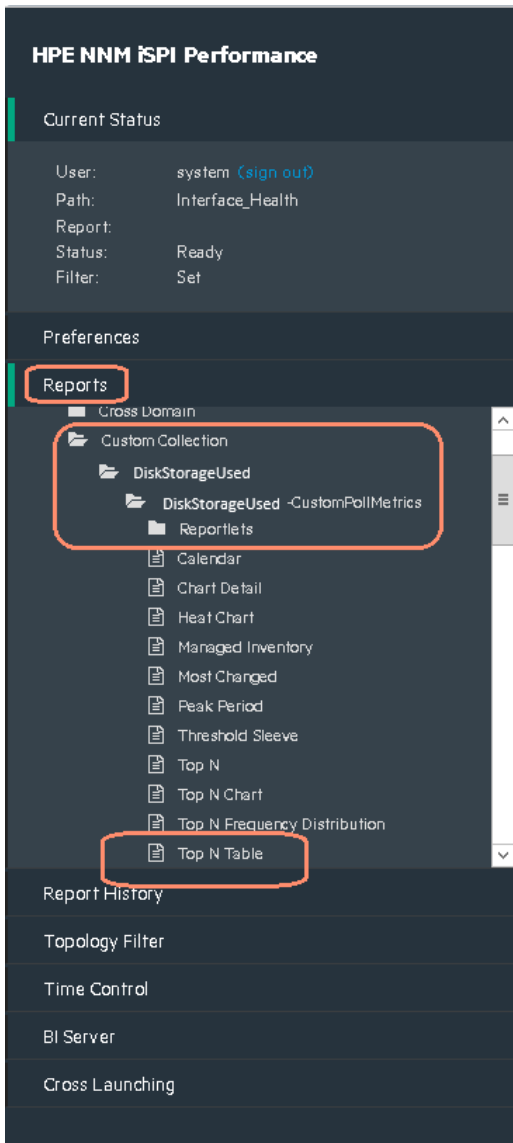 HPE NNM iSPI Performance
Current Status
User: system (sign out)
Path: Interface_Health
Report:
Status: Ready
Filter: Set
Preferences
Reports
Cross Domain
Custom Collection
DiskStorageUsed
DiskStorageUsed -CustomPollMetrics
Reportlets
Calendar
Chart Detail
Heat Chart
Managed Inventory
Most Changed
Peak Period
Threshold Sleeve
Top N
Top N Chart
Top N Frequency Distribution
Top N Table
Report History
Topology Filter
Time Control
BI Server
Cross Launching